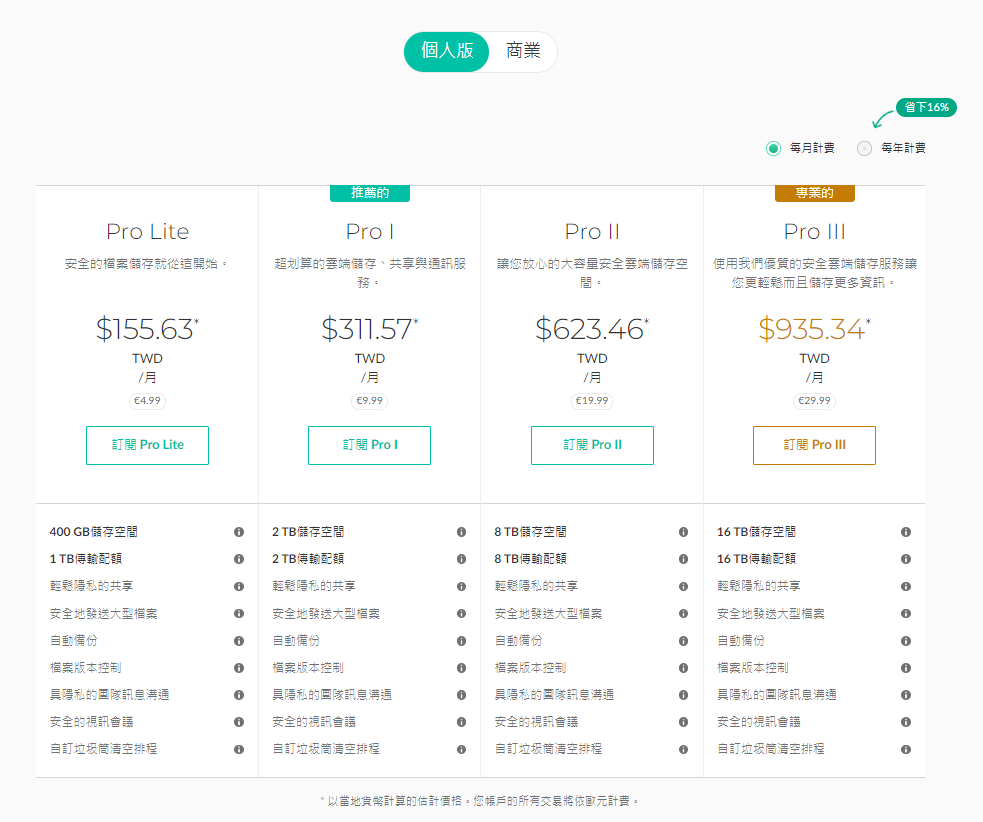 個人版
商業
省下16%
每月計費
每年計費
推薦的
專業的
Pro Lite
Pro I
Pro II
Pro III
安全的檔案儲存就從這開始。
超划算的雲端儲存、共享與通訊服
務。
讓您放心的大容量安全雲端儲存空
間。
使用我們優質的安全雲端儲存服務讓
您更輕鬆而且儲存更多資訊。
$155.63*
TWD
/月
€4.99
訂閱 Pro Lite
$311.57*
TWD
/月
€9.99
訂閱 Pro I
$623.46*
TWD
/月
€19.99
訂閱 Pro II
$935.34*
TWD
/月
€29.99
訂閱 Pro III
400 GB儲存空間
1 TB傳輸配額
輕鬆隱私的共享
安全地發送大型檔案
自動備份
檔案版本控制
具隱私的團隊訊息溝通
安全的視訊會議
自訂垃圾筒清空排程
2 TB儲存空間
2 TB傳輸配額
輕鬆隱私的共享
安全地發送大型檔案
自動備份
檔案版本控制
具隱私的團隊訊息溝通
安全的視訊會議
自訂垃圾筒清空排程
8 TB儲存空間
8 TB傳輸配額
輕鬆隱私的共享
安全地發送大型檔案
自動備份
檔案版本控制
具隱私的團隊訊息溝通
安全的視訊會議
自訂垃圾筒清空排程
16 TB儲存空間
16 TB傳輸配額
輕鬆隱私的共享
安全地發送大型檔案
自動備份
檔案版本控制
具隱私的團隊訊息溝通
安全的視訊會議
自訂垃圾筒清空排程
* 以當地貨幣計算的估計價格。您帳戶的所有交易將依歐元計費。